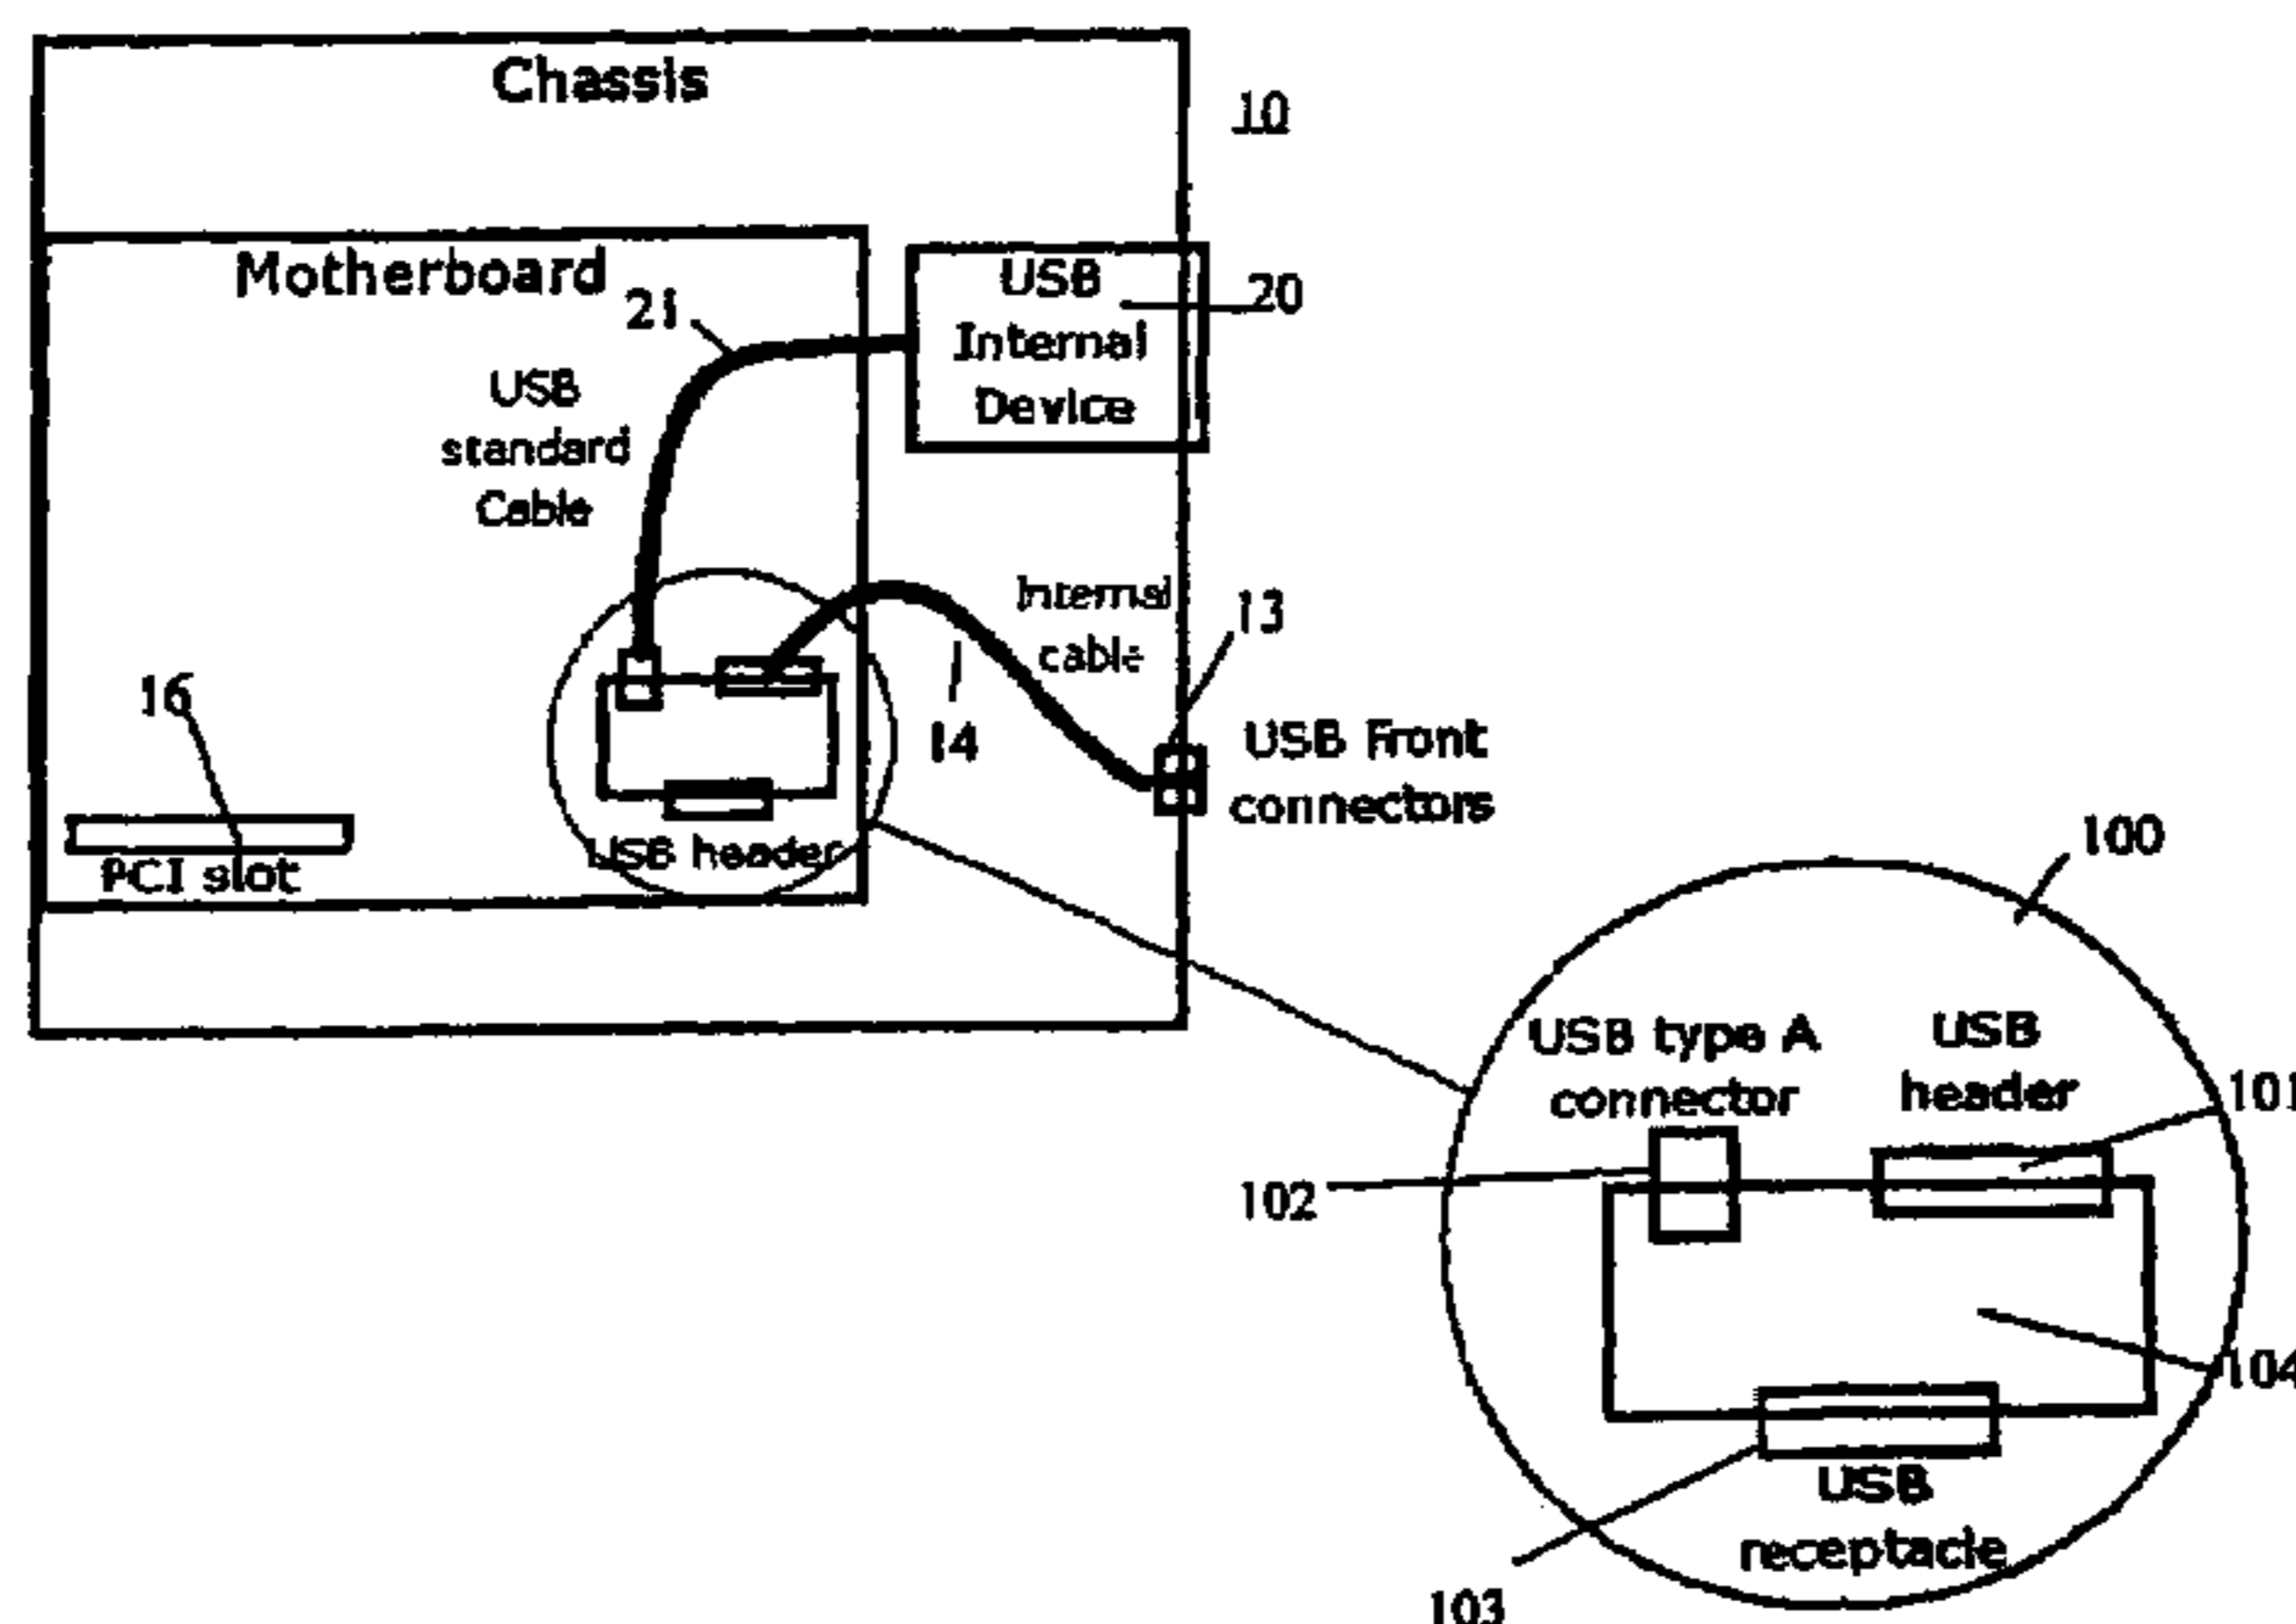 Chassis
10
Motherboard
21
USB
standard
Cable
USB
Internal
Device
20
Internal
cable
13
14
16
PCI slot
USB header
USB Front
connectors
100
USB type A
connector
USB
header
101
102
104
USB
receptacle
103